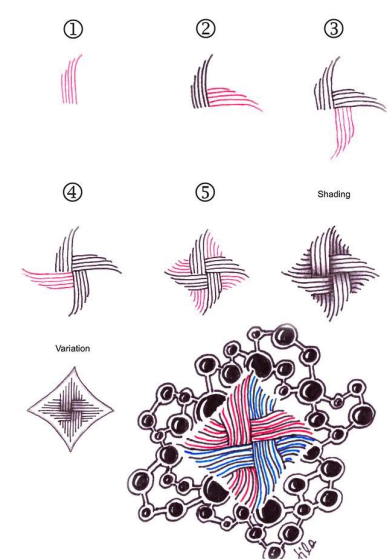 ① ② ③
④ ⑤ Shading
Variation